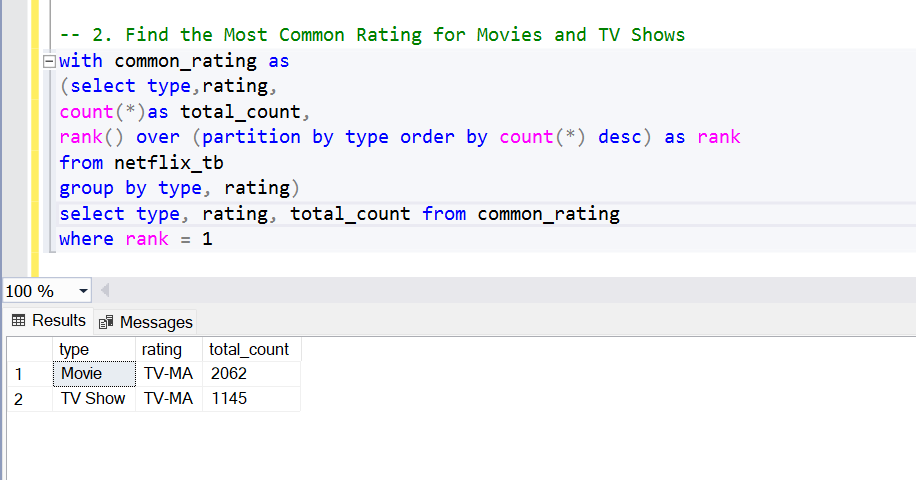 -- 2. Find the Most Common Rating for Movies and TV Shows
with common_rating as
(select type,rating,
count(*)as total_count,
rank() over (partition by type order by count(*) desc) as rank
from netflix_tb
group by type, rating)
select type, rating, total_count from common_rating
where rank = 1
100 %
Results Messages
type rating total_count
1 Movie TV-MA 2062
2 TV Show TV-MA 1145